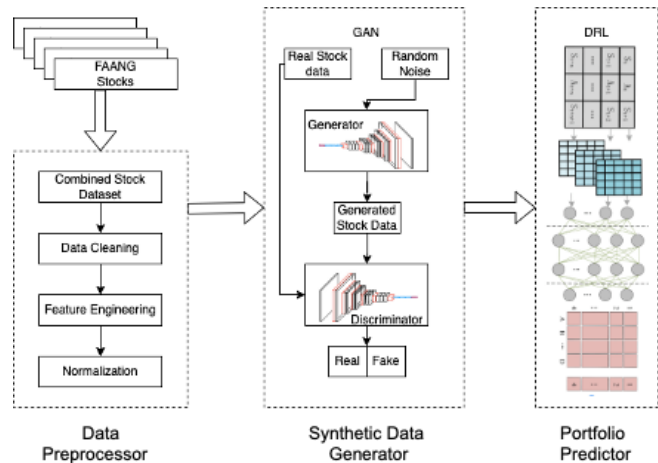 FAANG
Stocks
Combined Stock
Dataset
Data Cleaning
Feature Engineering
Normalization
Data
Preprocessor
GAN
Real Stock
data
Random
Noise
Generator
Generated
Stock Data
Discriminator
Real
Fake
Synthetic Data
Generator
DRL
Portfolio
Predictor